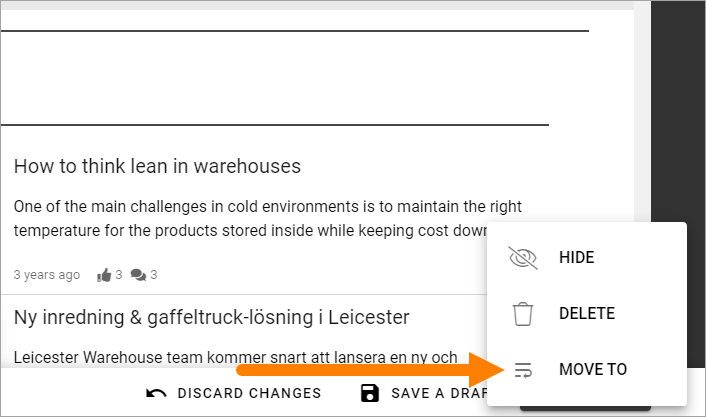 How to think lean in warehouses
One of the main challenges in cold environments is to maintain the right
temperature for the products stored inside while keeping cost down
3 years ago 3 3
Ny inredning & gaffeltruck-lösning i Leicester
Leicester Warehouse team kommer snart att lansera en ny och
HIDE
DELETE
MOVE TO
DISCARD CHANGES
SAVE A DRAF